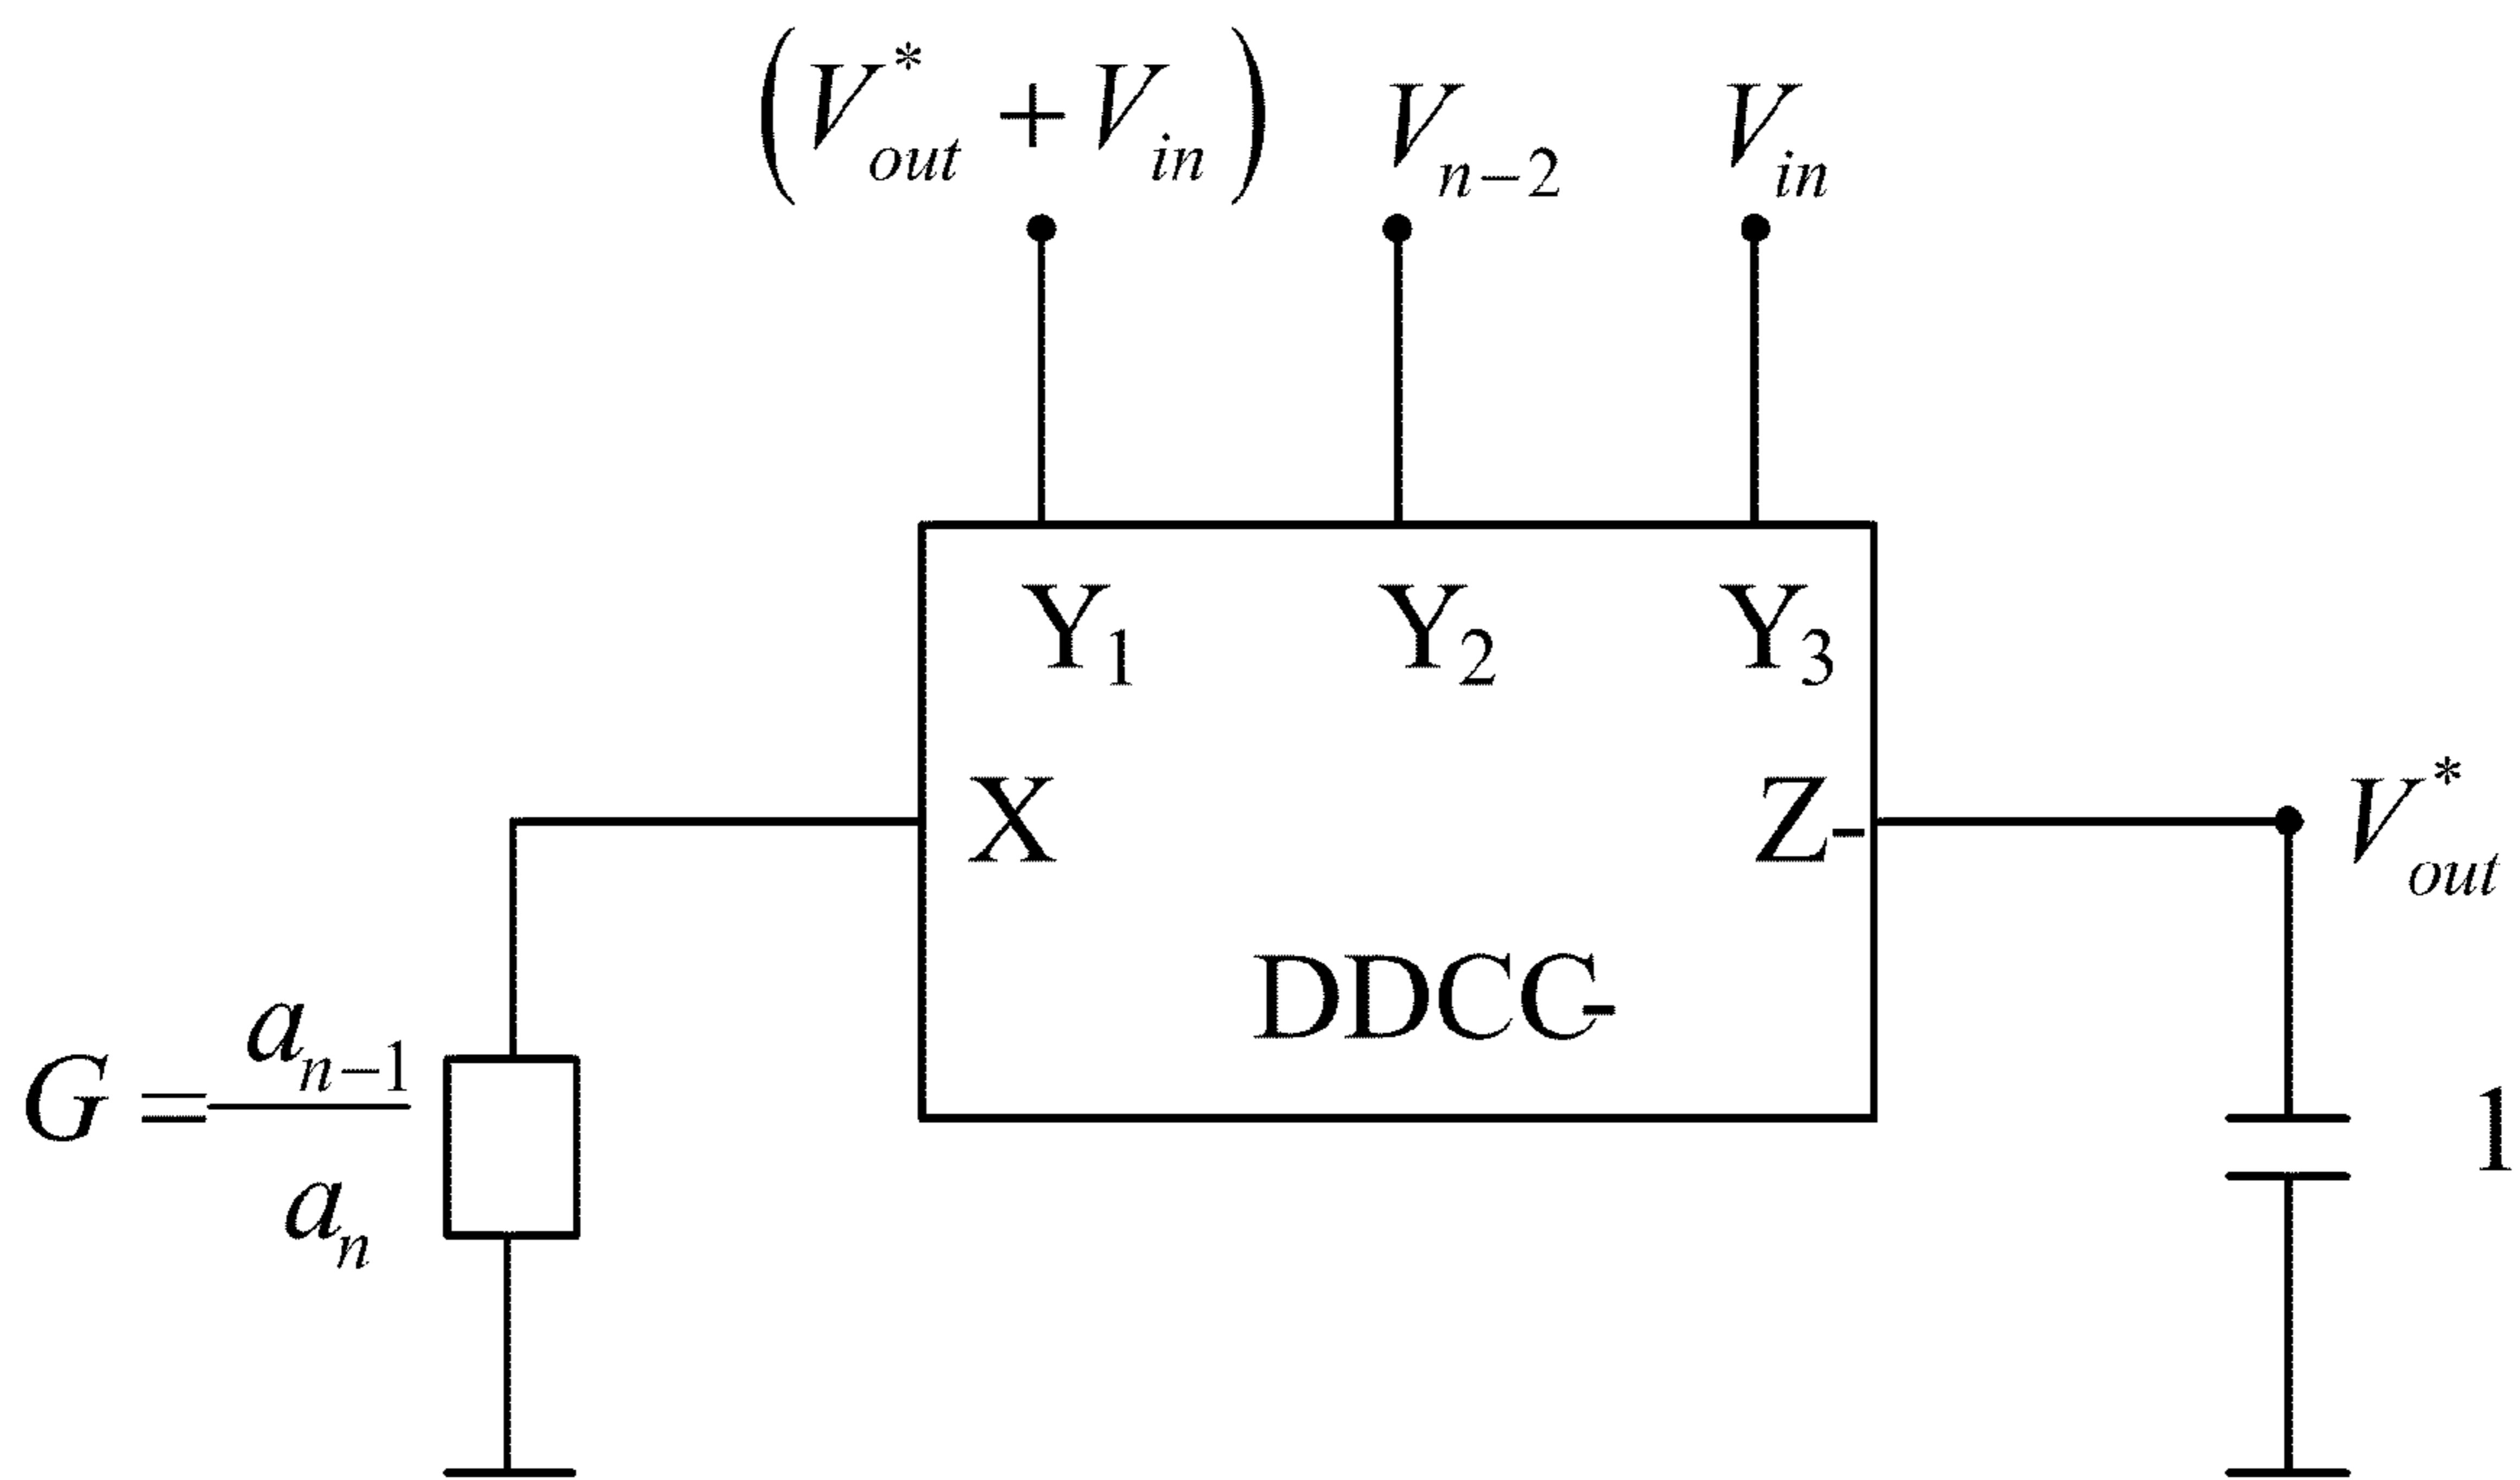 (V*out + Vin) Vn−2 Vin
Y1 Y2 Y3
X Z- V*out
DDCC-
G = an−1/an 1